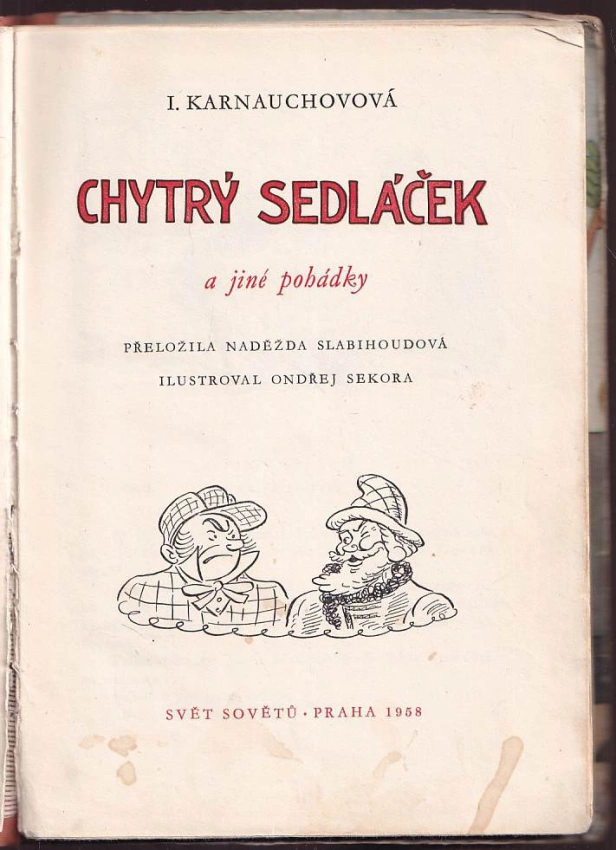 I. KARNAUCHOVOVÁ
CHYTRÝ SEDLÁČEK
a jiné pohádky
PŘELOŽILA NADĚŽDA SLABIHOUDOVÁ
ILUSTROVAL ONDŘEJ SEKORA
SVĚT SOVĚTŮ · PRAHA 1958